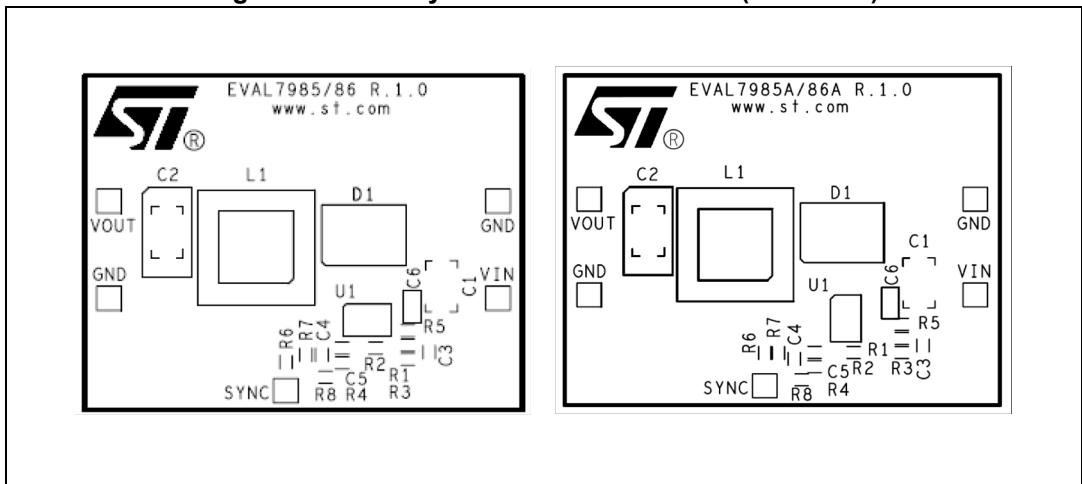 EVAL7985/86 R.1.0
www.st.com
ST®
C2
L1
D1
VOUT
GND
GND
VIN
C6
C1
U1
R6
R7
C4
R5
R2
C3
C5
R1
SYNC
R8
R4
R3
EVAL7985A/86A R.1.0
www.st.com
ST®
C2
L1
D1
VOUT
GND
C1
GND
VIN
C6
U1
R6
R7
C4
R5
R1
C3
R2
R3
C5
SYNC
R8
R4